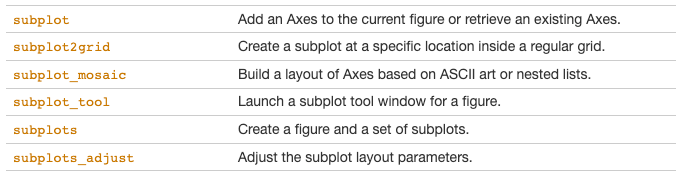 subplot Add an Axes to the current figure or retrieve an existing Axes.
subplot2grid Create a subplot at a specific location inside a regular grid.
subplot_mosaic Build a layout of Axes based on ASCII art or nested lists.
subplot_tool Launch a subplot tool window for a figure.
subplots Create a figure and a set of subplots.
subplots_adjust Adjust the subplot layout parameters.